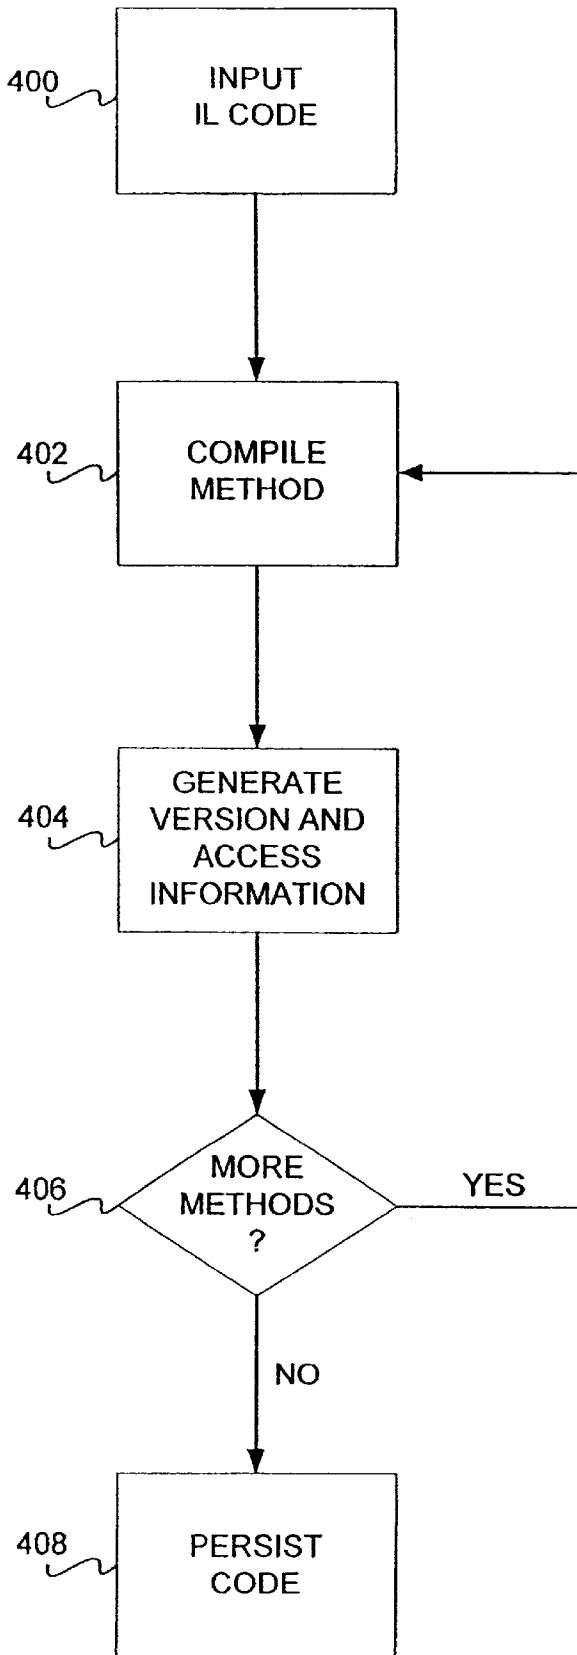 400
INPUT
IL CODE
402
COMPILE
METHOD
404
GENERATE
VERSION AND
ACCESS
INFORMATION
406
MORE
METHODS
?
YES
NO
408
PERSIST
CODE